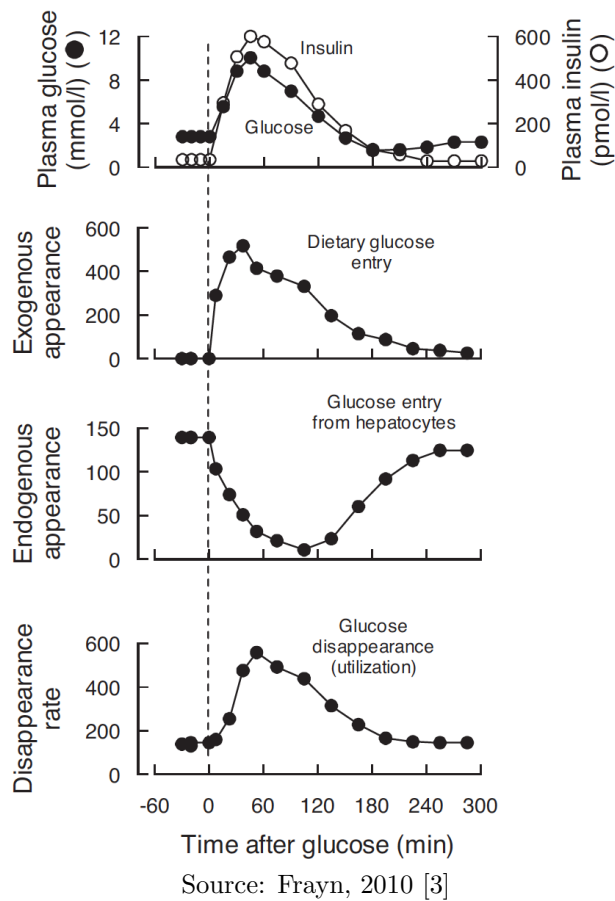 Plasma glucose
(mmol/l) (●)
12
8
4
0
Insulin
Glucose
600
400
200
0
Plasma insulin
(pmol/l) (○)
Exogenous
appearance
600
400
200
0
Dietary glucose
entry
Endogenous
appearance
150
100
50
0
Glucose entry
from hepatocytes
Disappearance
rate
600
400
200
0
Glucose
disappearance
(utilization)
-60 0 60 120 180 240 300
Time after glucose (min)
Source: Frayn, 2010 [3]